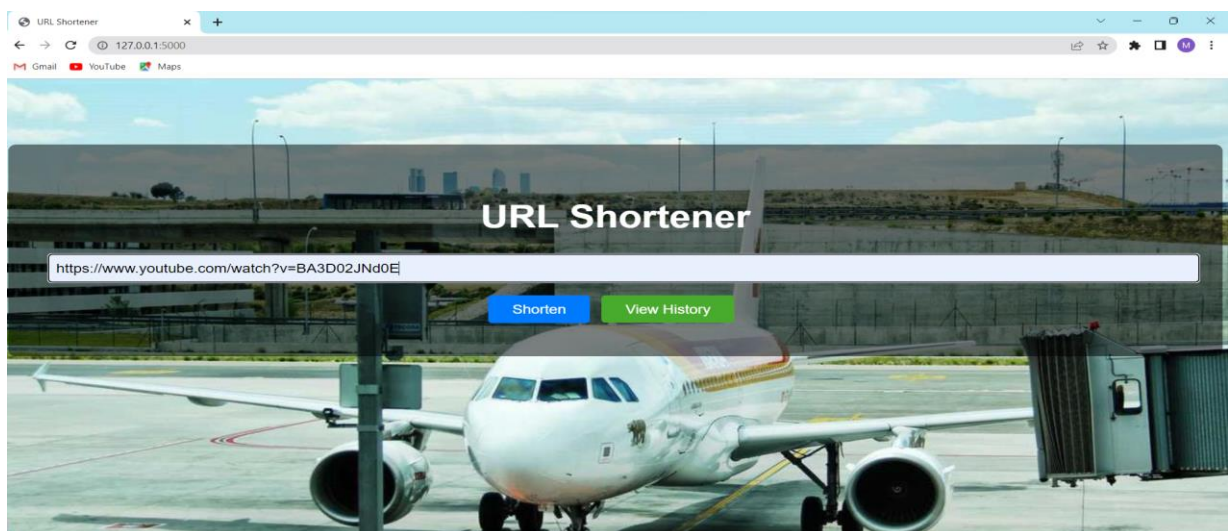 URL Shortener
127.0.0.1:5000
Gmail YouTube Maps
M
URL Shortener
https://www.youtube.com/watch?v=BA3D02JNd0E
Shorten View History